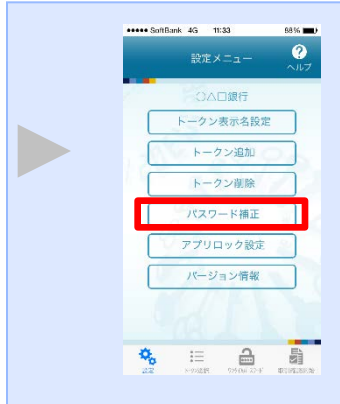 ●●●●● SoftBank 4G 11:33 88%
設定メニュー
?
ヘルプ
○△□銀行
トークン表示名設定
トークン追加
トークン削除
パスワード補正
アプリロック設定
バージョン情報
設定